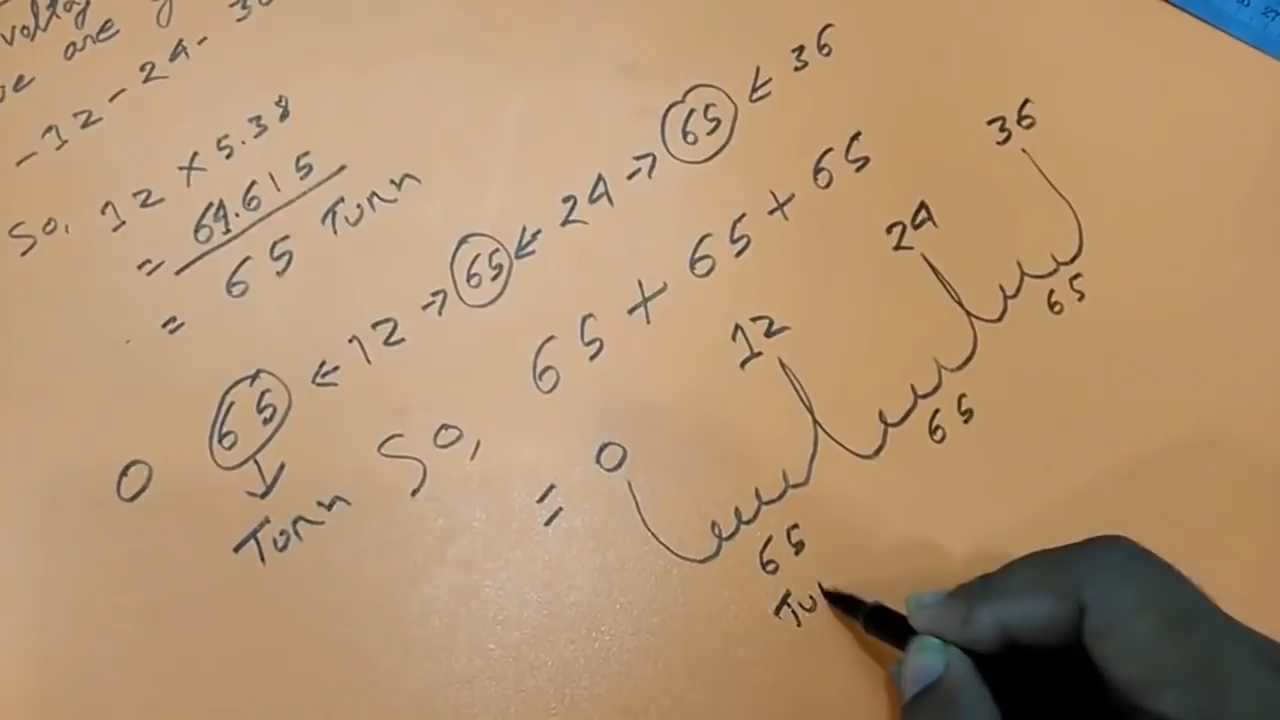 voltag
are
-12-24-36
So, 12 × 5.38
= 64.615
= 65 Turn
0 65 ← 12 → 65 ← 24 → 65 ← 36
Turn
So, 65 + 65 + 65
= 0 12 24 36
65 65 65
Tu